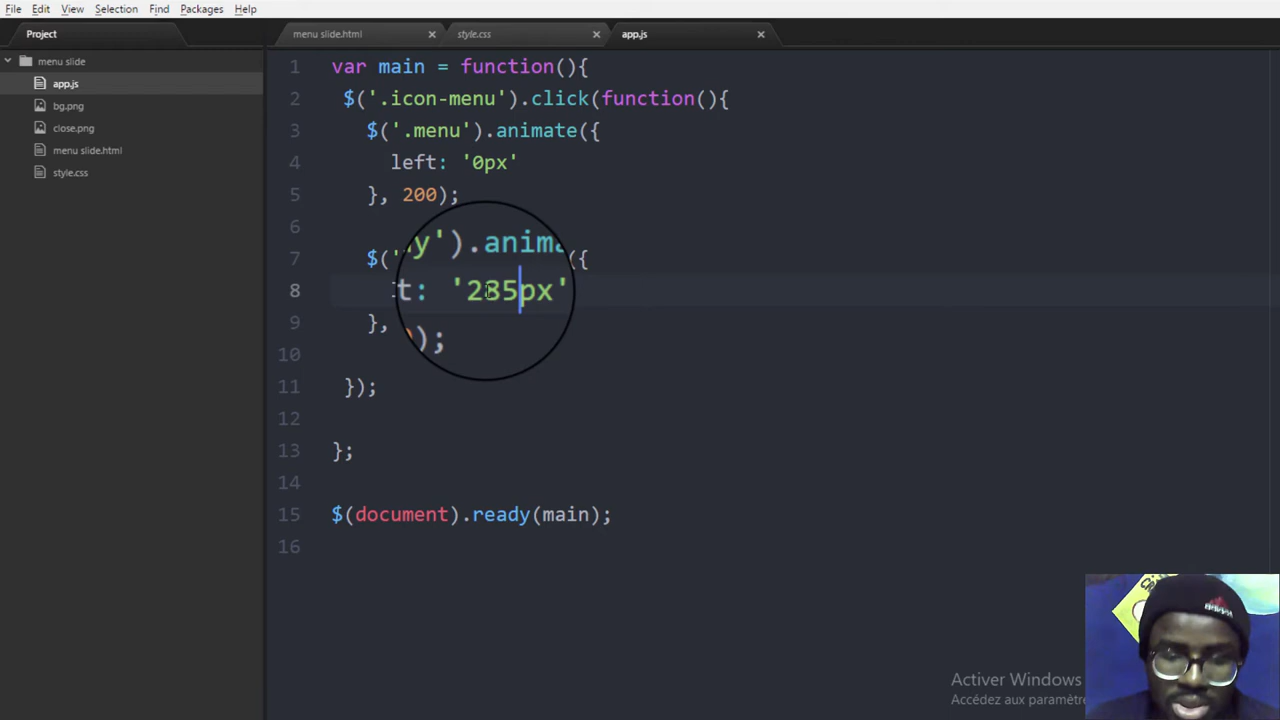 File Edit View Selection Find Packages Help
Project
menu slide.html
style.css
app.js
menu slide
app.js
bg.png
close.png
menu slide.html
style.css
1 var main = function(){
2 $('.icon-menu').click(function(){
3 $('.menu').animate({
4 left: '0px'
5 }, 200);
6
7 $(' y').anima ({
8 t: '285px'
9 }, );
10
11 });
12
13 };
14
15 $(document).ready(main);
16
Activer Windows
Accédez aux paramètre